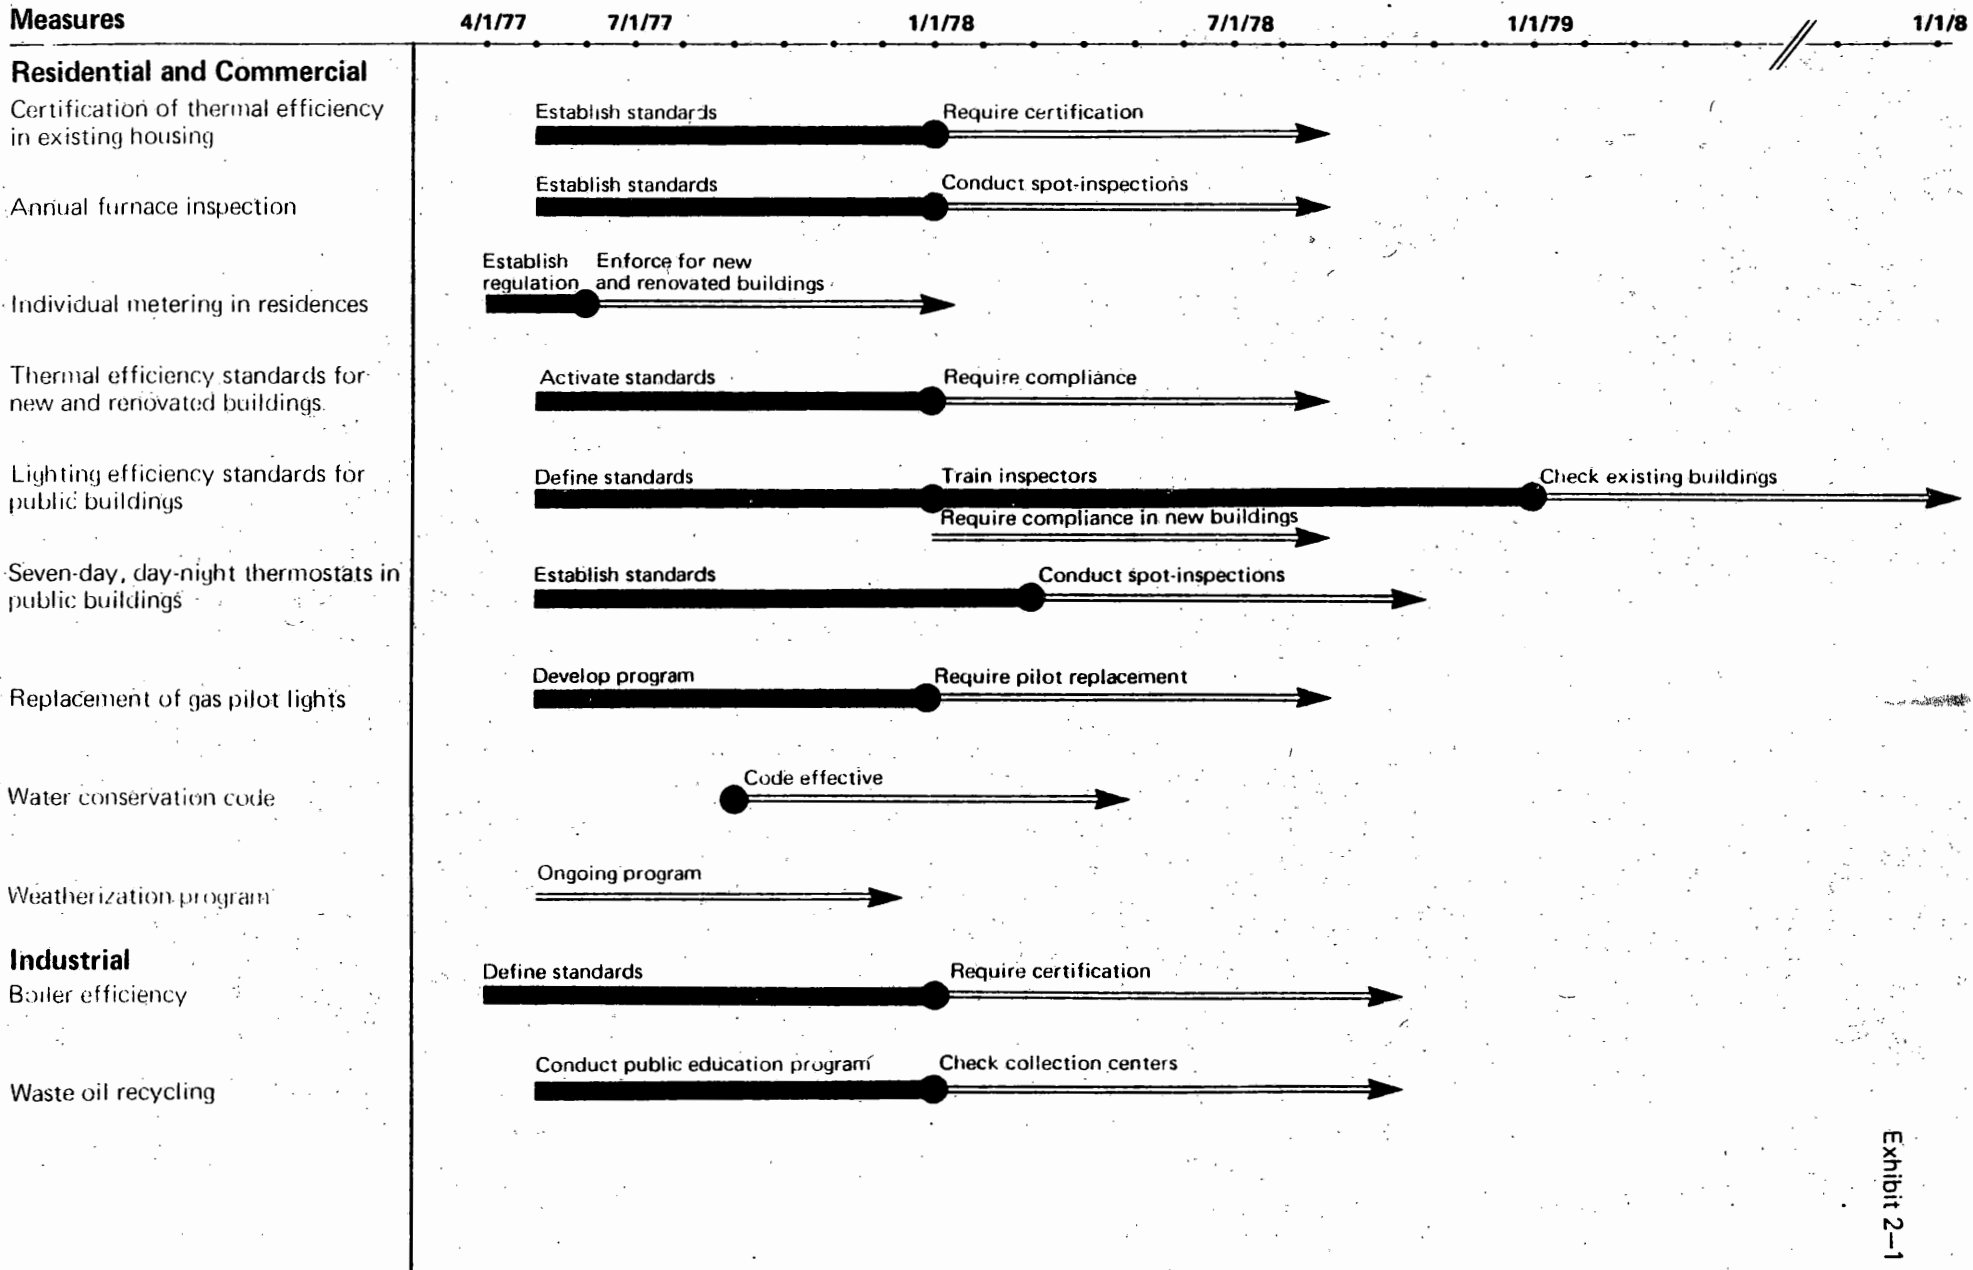 Measures 4/1/77 7/1/77 1/1/78 7/1/78 1/1/79 1/1/8
Residential and Commercial
Certification of thermal efficiency
in existing housing
Establish standards Require certification
Annual furnace inspection
Establish standards Conduct spot-inspections
Individual metering in residences
Establish
regulation
Enforce for new
and renovated buildings
Thermal efficiency standards for
new and renovated buildings
Activate standards Require compliance
Lighting efficiency standards for
public buildings
Define standards Train inspectors Check existing buildings
Require compliance in new buildings
Seven-day, day-night thermostats in
public buildings
Establish standards Conduct spot-inspections
Replacement of gas pilot lights
Develop program Require pilot replacement
Water conservation code
Code effective
Weatherization program
Ongoing program
Industrial
Boiler efficiency
Define standards Require certification
Waste oil recycling
Conduct public education program Check collection centers
Exhibit 2–1